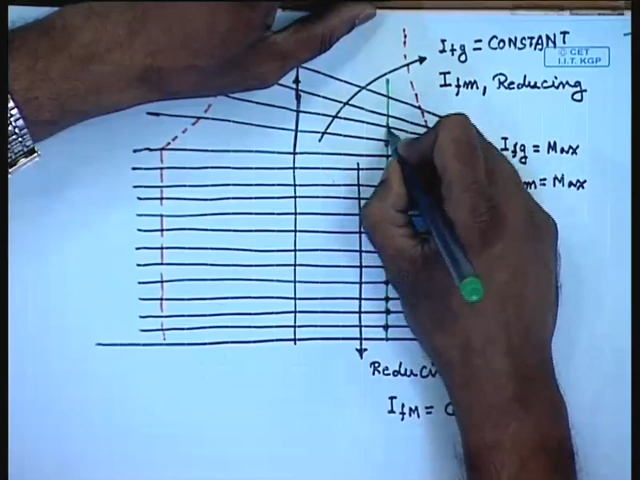 Ifg = CONSTANT
© CET
I.I.T. KGP
IfM, Reducing
Ifg = Max
m = Max
Reduci
IfM = C